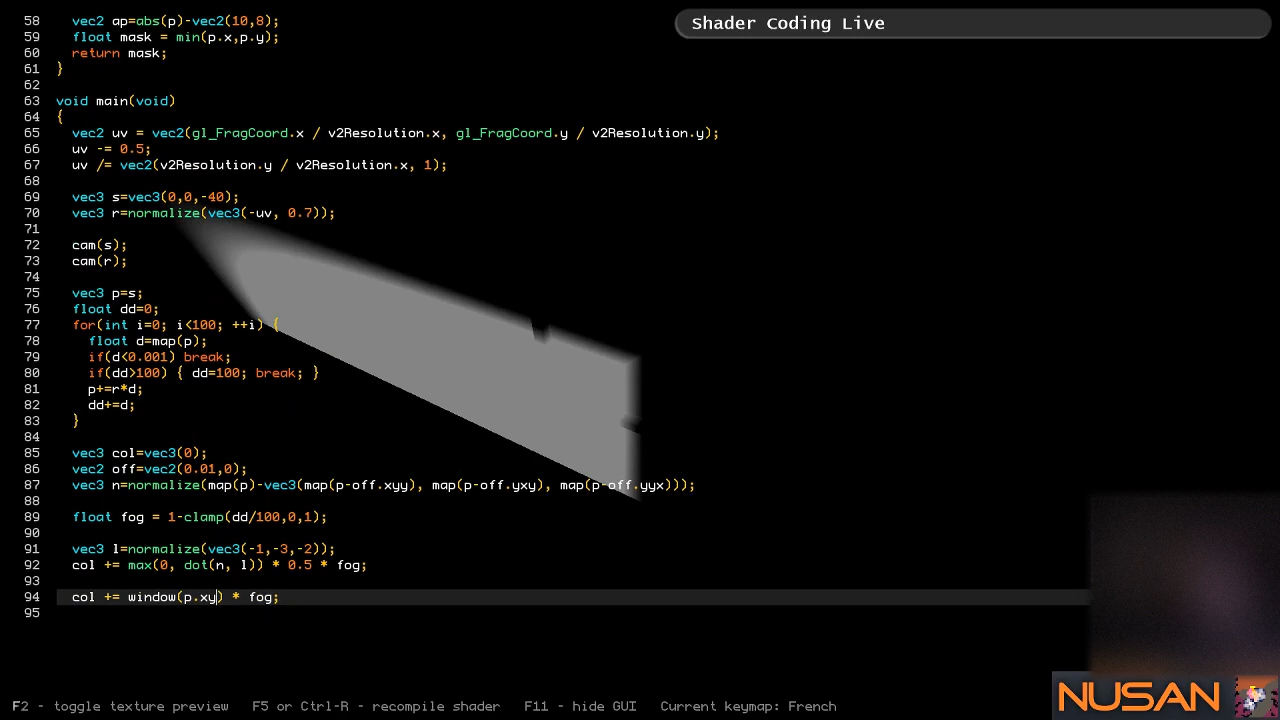 Shader Coding Live
58 vec2 ap=abs(p)-vec2(10,8);
59 float mask = min(p.x,p.y);
60 return mask;
61 }
62
63 void main(void)
64 {
65 vec2 uv = vec2(gl_FragCoord.x / v2Resolution.x, gl_FragCoord.y / v2Resolution.y);
66 uv -= 0.5;
67 uv /= vec2(v2Resolution.y / v2Resolution.x, 1);
68
69 vec3 s=vec3(0,0,-40);
70 vec3 r=normalize(vec3(-uv, 0.7));
71
72 cam(s);
73 cam(r);
74
75 vec3 p=s;
76 float dd=0;
77 for(int i=0; i<100; ++i) {
78 float d=map(p);
79 if(d<0.001) break;
80 if(dd>100) { dd=100; break; }
81 p+=r*d;
82 dd+=d;
83 }
84
85 vec3 col=vec3(0);
86 vec2 off=vec2(0.01,0);
87 vec3 n=normalize(map(p)-vec3(map(p-off.xyy), map(p-off.yxy), map(p-off.yyx)));
88
89 float fog = 1-clamp(dd/100,0,1);
90
91 vec3 l=normalize(vec3(-1,-3,-2));
92 col += max(0, dot(n, l)) * 0.5 * fog;
93
94 col += window(p.xy) * fog;
95
NUSAN
F2 - toggle texture preview F5 or Ctrl-R - recompile shader F11 - hide GUI Current keymap: French